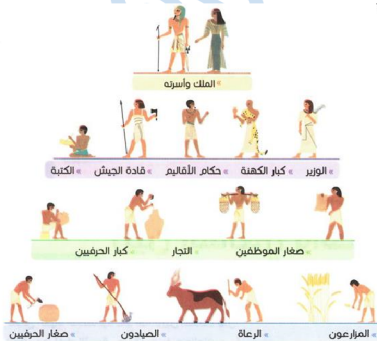 » الملك وأسرته
» الوزير » كبار الكهنة » حكام الأقاليم » قادة الجيش » الكتبة
» صغار الموظفين » التجار » كبار الحرفيين
» المزارعون » الرعاة » الصيادون » صغار الحرفيين